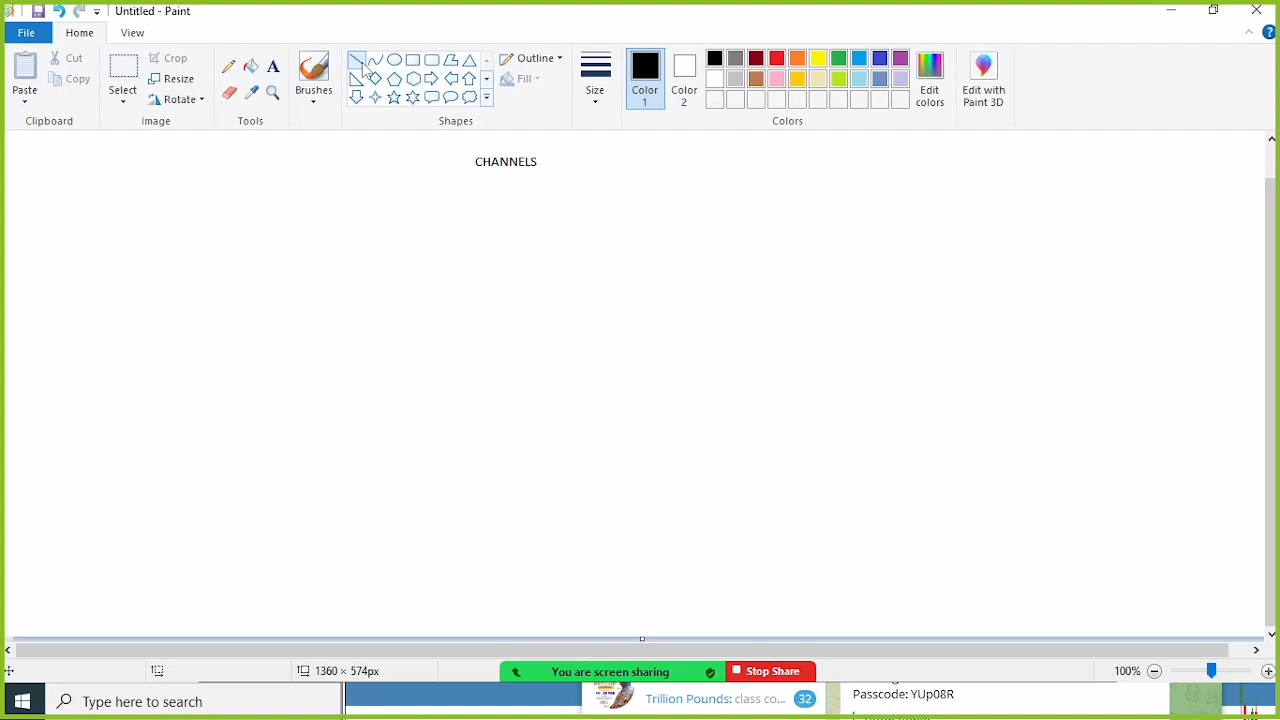 Untitled - Paint
File Home View
Paste
Cut
Copy
Clipboard
Select
Crop
Resize
Rotate
Image
A
Tools
Brushes
Shapes
Outline
Fill
Size
Color 1
Color 2
Colors
Edit colors
Edit with Paint 3D
CHANNELS
1360 × 574px
You are screen sharing
Stop Share
100%
Type here to search
Trillion Pounds: class co... 32
Passcode: YUp08R